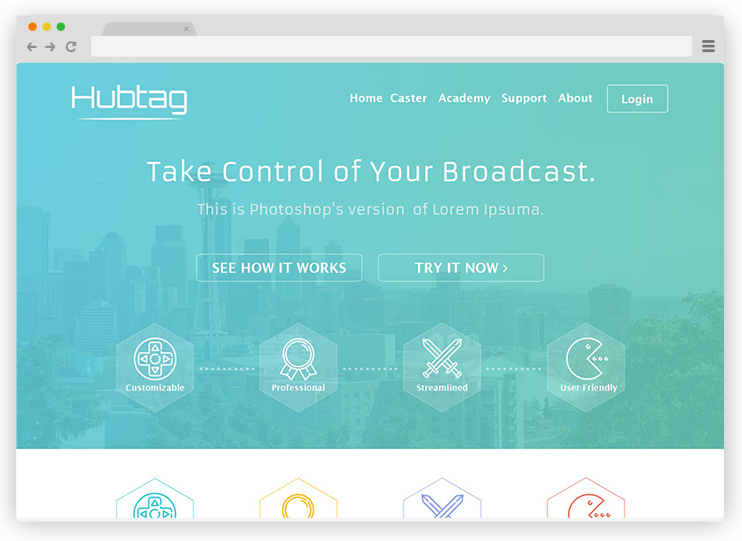 Hubtag
Home Caster Academy Support About Login
Take Control of Your Broadcast.
This is Photoshop's version of Lorem Ipsuma.
SEE HOW IT WORKS TRY IT NOW >
Customizable Professional Streamlined User Friendly